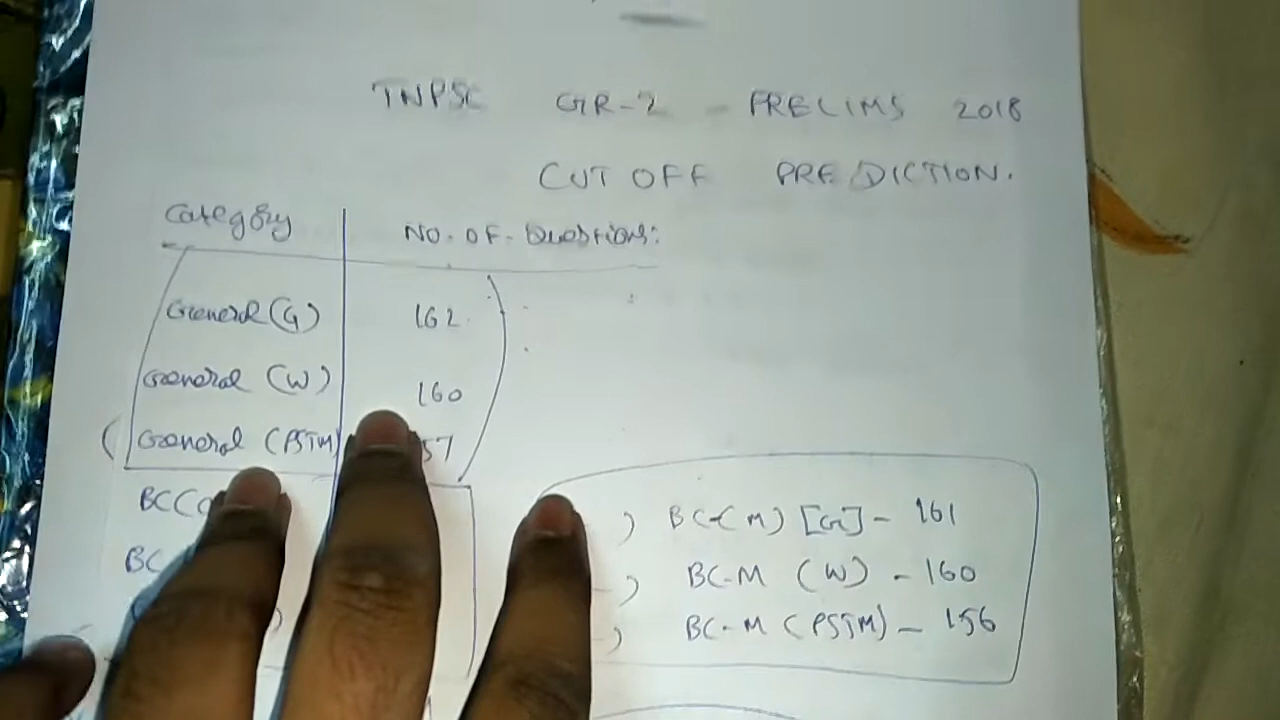 TNPSC GR-2 - PRELIMS 2018
CUT OFF PREDICTION.
Category NO. OF. Questions:
General (G) 162
General (W) 160
General (PSTM) 57
BC
BC
) BC-(M) [G] - 161
) BC-M (W) - 160
) BC-M (PSTM) - 156